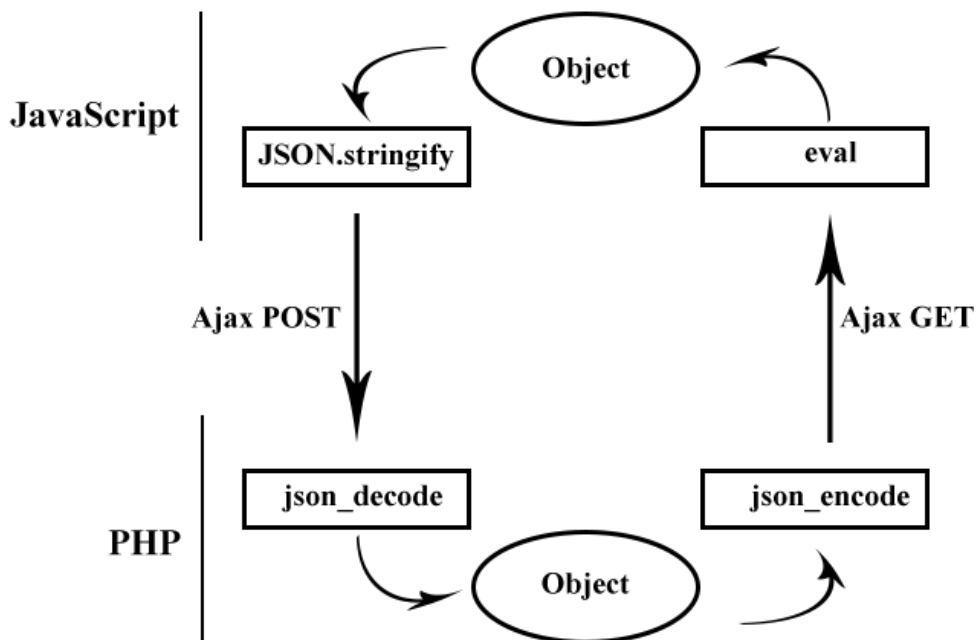 Object
JavaScript
JSON.stringify
eval
Ajax POST
Ajax GET
json_decode
json_encode
PHP
Object